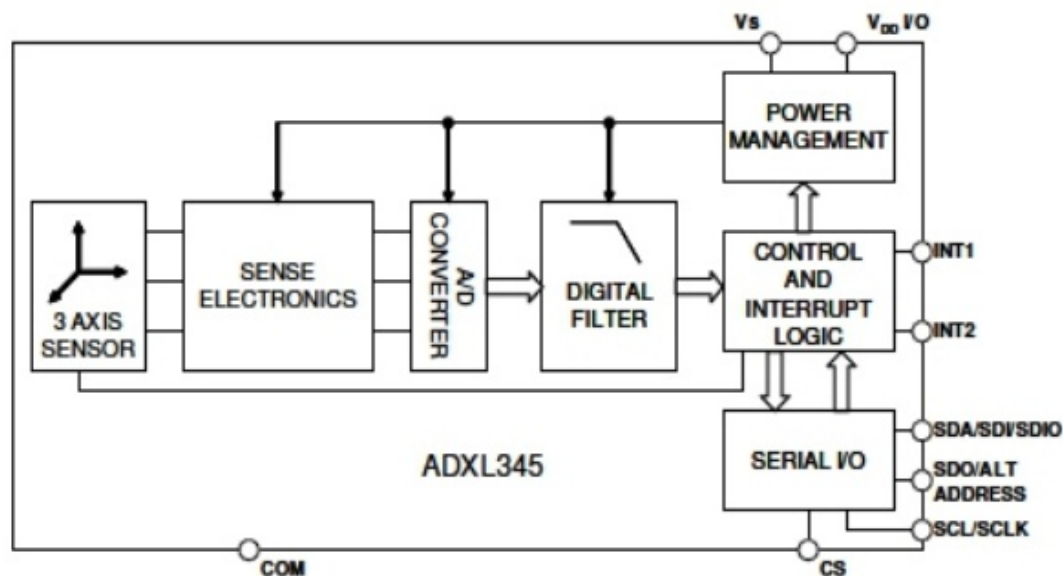 Vs
VDD I/O
POWER
MANAGEMENT
3 AXIS
SENSOR
SENSE
ELECTRONICS
A/D
CONVERTER
DIGITAL
FILTER
CONTROL
AND
INTERRUPT
LOGIC
INT1
INT2
SERIAL I/O
SDA/SDI/SDIO
SDO/ALT
ADDRESS
SCL/SCLK
ADXL345
COM
CS